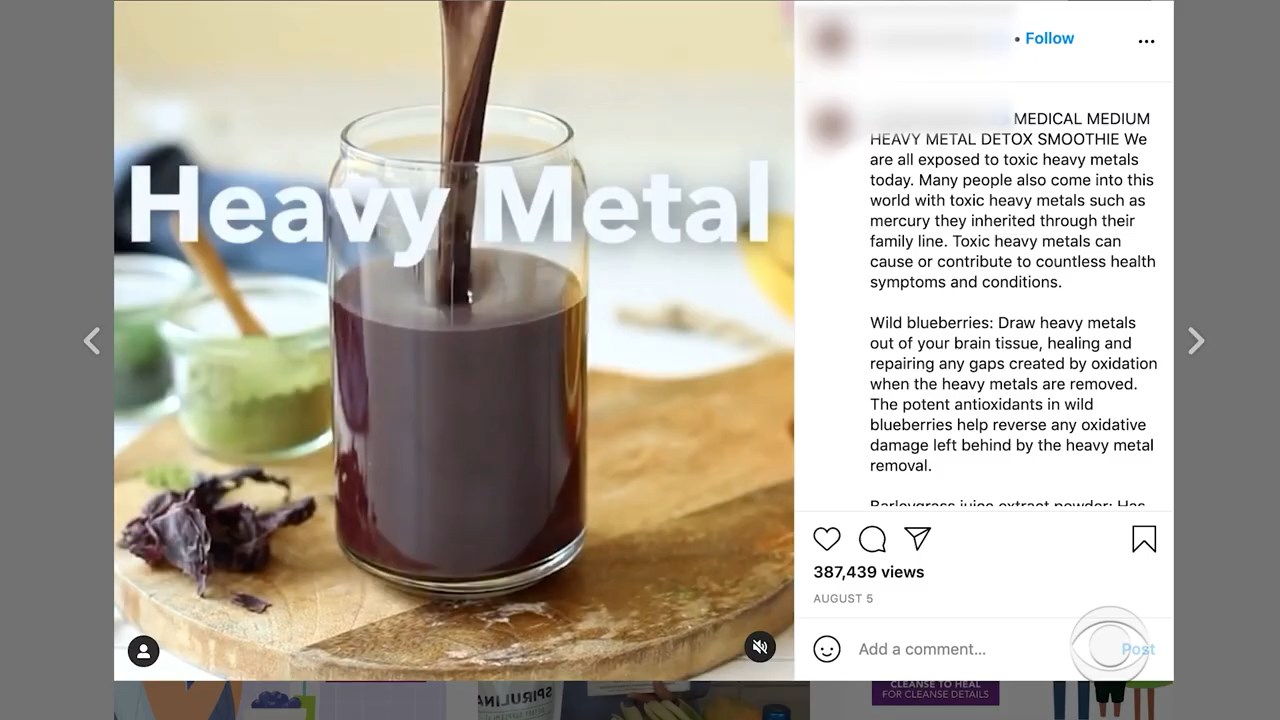 Heavy Metal
• Follow
MEDICAL MEDIUM
HEAVY METAL DETOX SMOOTHIE We
are all exposed to toxic heavy metals
today. Many people also come into this
world with toxic heavy metals such as
mercury they inherited through their
family line. Toxic heavy metals can
cause or contribute to countless health
symptoms and conditions.
Wild blueberries: Draw heavy metals
out of your brain tissue, healing and
repairing any gaps created by oxidation
when the heavy metals are removed.
The potent antioxidants in wild
blueberries help reverse any oxidative
damage left behind by the heavy metal
removal.
Barleygrass juice extract powder: Has
387,439 views
AUGUST 5
Add a comment...
Post
SPIRULINA
CLEANSE TO HEAL
FOR CLEANSE DETAILS